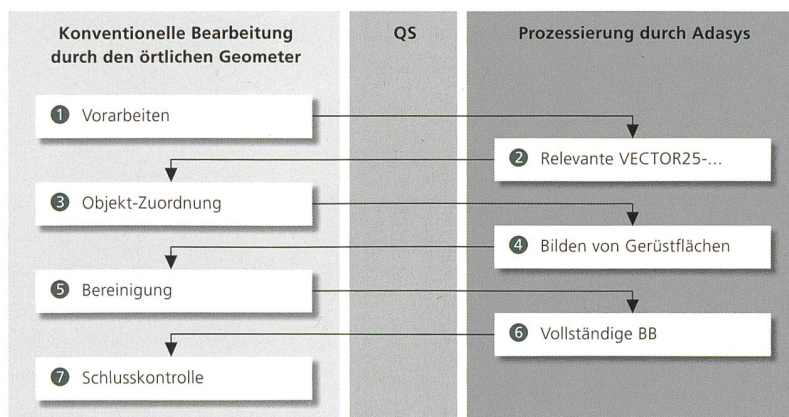 Konventionelle Bearbeitung
durch den örtlichen Geometer
QS
Prozessierung durch Adasys
1 Vorarbeiten
2 Relevante VECTOR25-...
3 Objekt-Zuordnung
4 Bilden von Gerüstflächen
5 Bereinigung
6 Vollständige BB
7 Schlusskontrolle